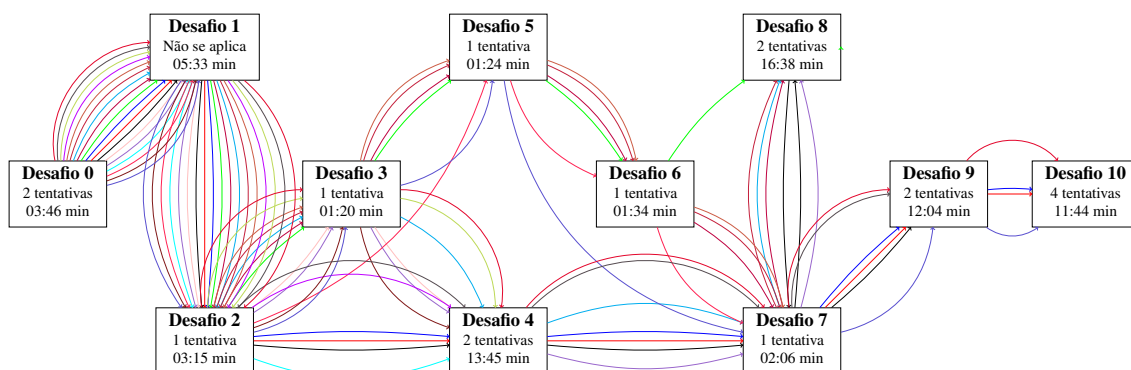 Desafio 1
Não se aplica
05:33 min
Desafio 5
1 tentativa
01:24 min
Desafio 8
2 tentativas
16:38 min
Desafio 0
2 tentativas
03:46 min
Desafio 3
1 tentativa
01:20 min
Desafio 6
1 tentativa
01:34 min
Desafio 9
2 tentativas
12:04 min
Desafio 10
4 tentativas
11:44 min
Desafio 2
1 tentativa
03:15 min
Desafio 4
2 tentativas
13:45 min
Desafio 7
1 tentativa
02:06 min